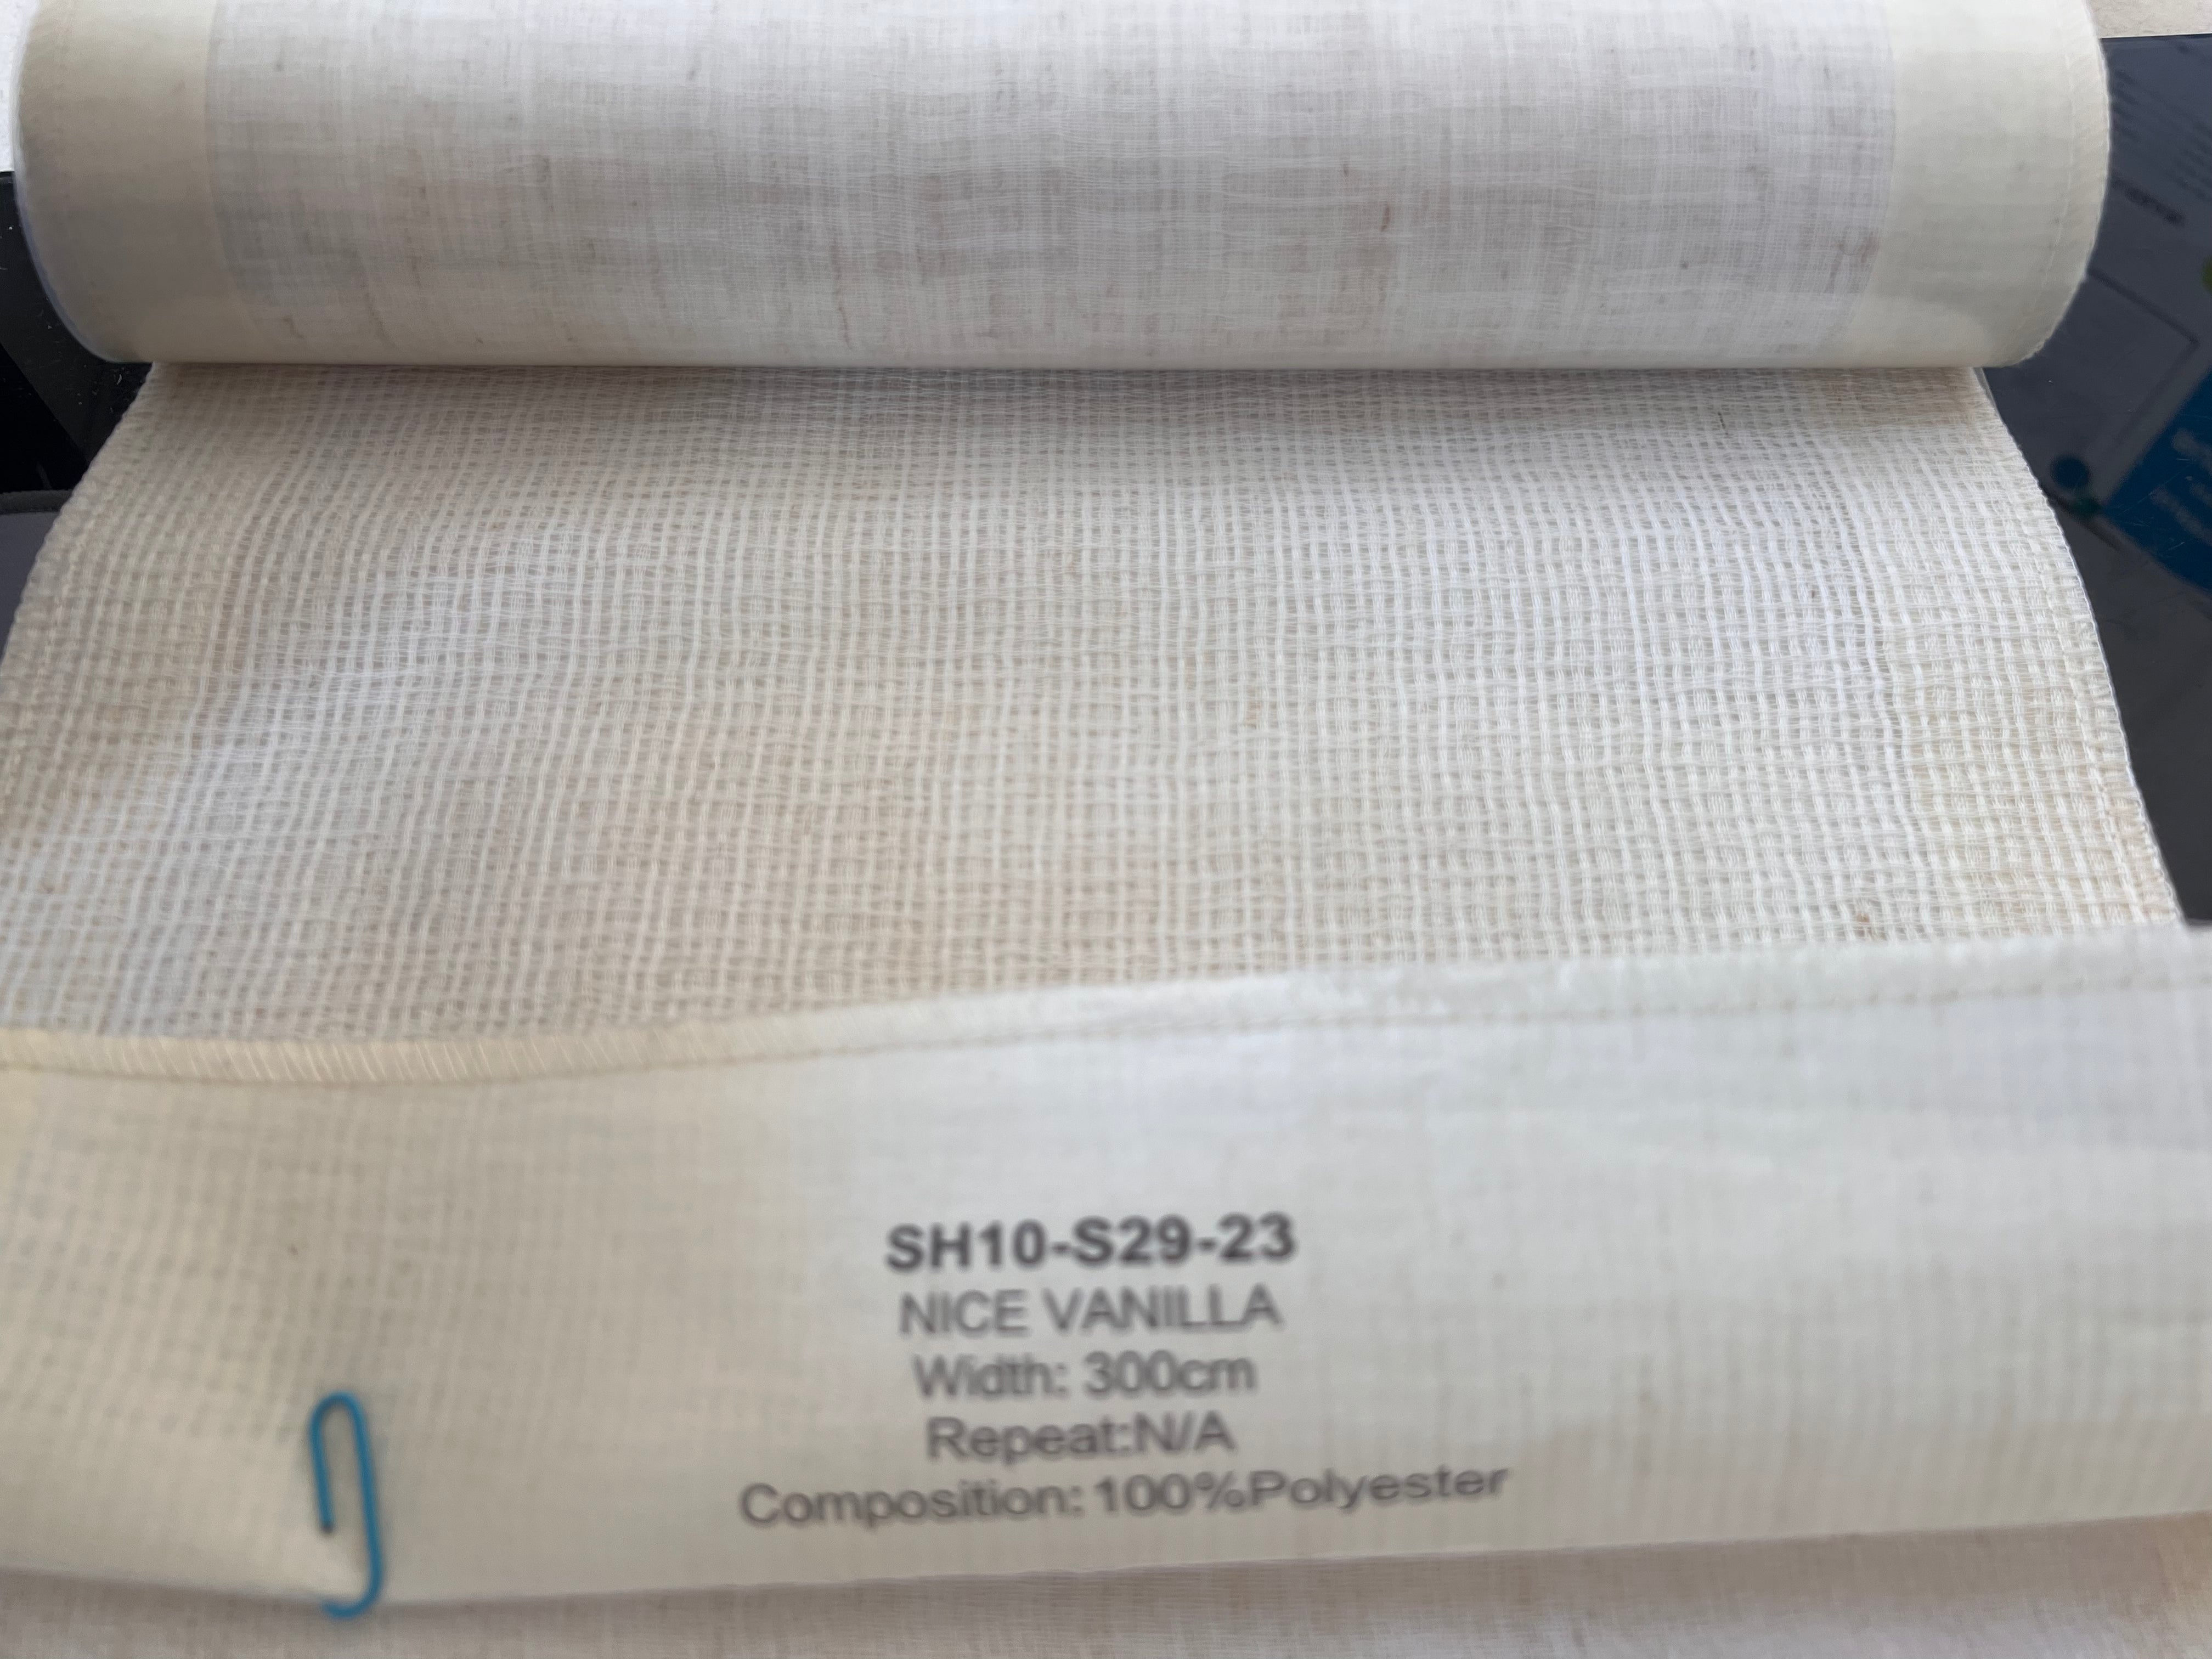 SH10-S29-23
NICE VANILLA
Width: 300cm
Repeat:N/A
Composition: 100%Polyester